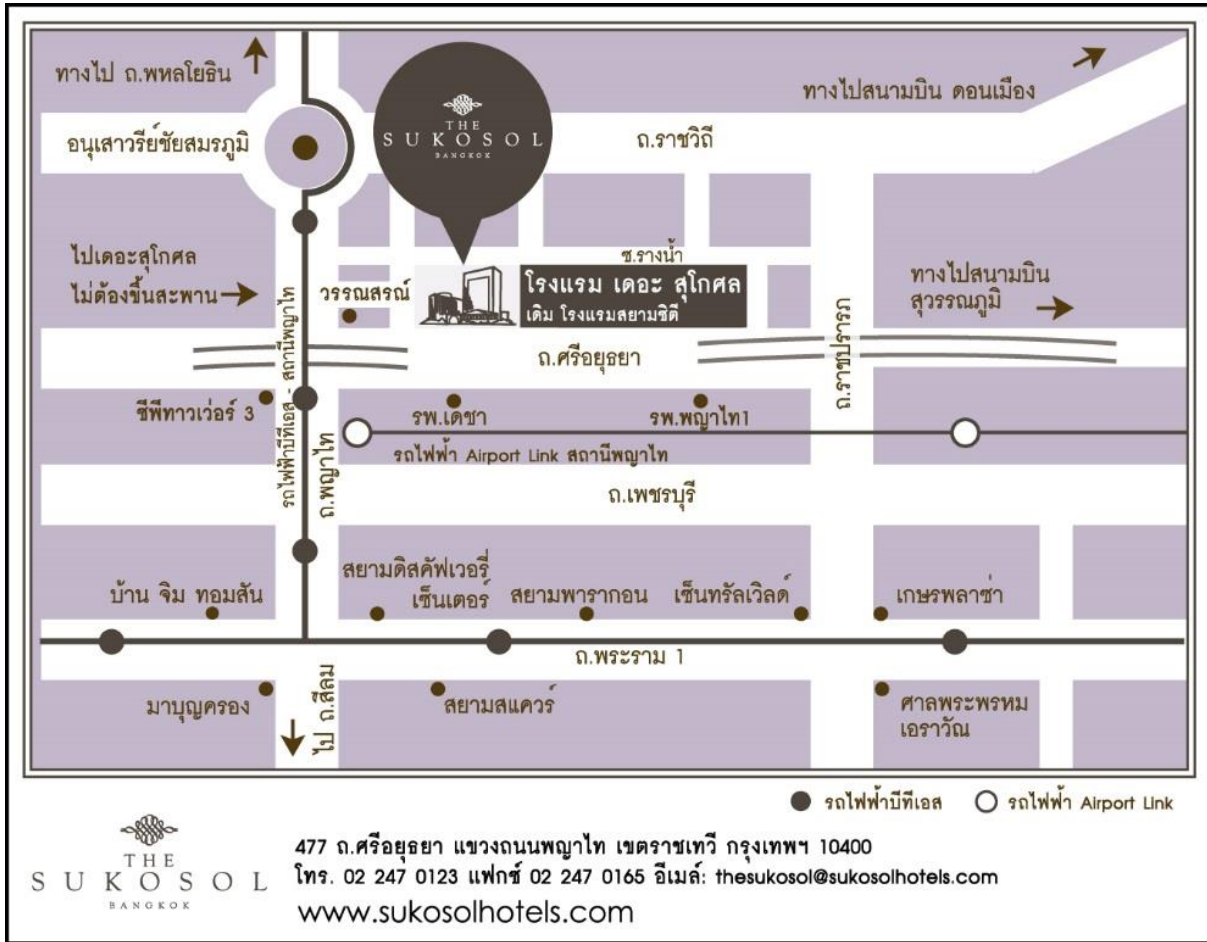 ทางไป ถ.พหลโยธิน
THE
SUKOSOL
BANGKOK
ทางไปสนามบิน ดอนเมือง
อนุเสาวรีย์ชัยสมรภูมิ
ถ.ราชวิถี
ไปเดอะสุโกศล
ไม่ต้องขึ้นสะพาน
ซ.รางน้ำ
วรรณสรณ์
โรงแรม เดอะ สุโกศล
เดิม โรงแรมสยามซิตี
ทางไปสนามบิน
สุวรรณภูมิ
รถไฟฟ้าบีทีเอส - สถานีพญาไท
ถ.ศรีอยุธยา
ถ.ราชปรารภ
ซีพีทาวเว่อร์ 3
รพ.เดชา
รพ.พญาไท1
รถไฟฟ้า Airport Link สถานีพญาไท
ถ.พญาไท
ถ.เพชรบุรี
บ้าน จิม ทอมสัน
สยามดิสคัฟเวอรี่
เซ็นเตอร์
สยามพารากอน
เซ็นทรัลเวิลด์
เกษรพลาซ่า
ถ.พระราม 1
มาบุญครอง
ไป ถ.สีลม
สยามสแควร์
ศาลพระพรหม
เอราวัณ
รถไฟฟ้าบีทีเอส
รถไฟฟ้า Airport Link
THE
SUKOSOL
BANGKOK
477 ถ.ศรีอยุธยา แขวงถนนพญาไท เขตราชเทวี กรุงเทพฯ 10400
โทร. 02 247 0123 แฟกซ์ 02 247 0165 อีเมล์: thesukosol@sukosolhotels.com
www.sukosolhotels.com